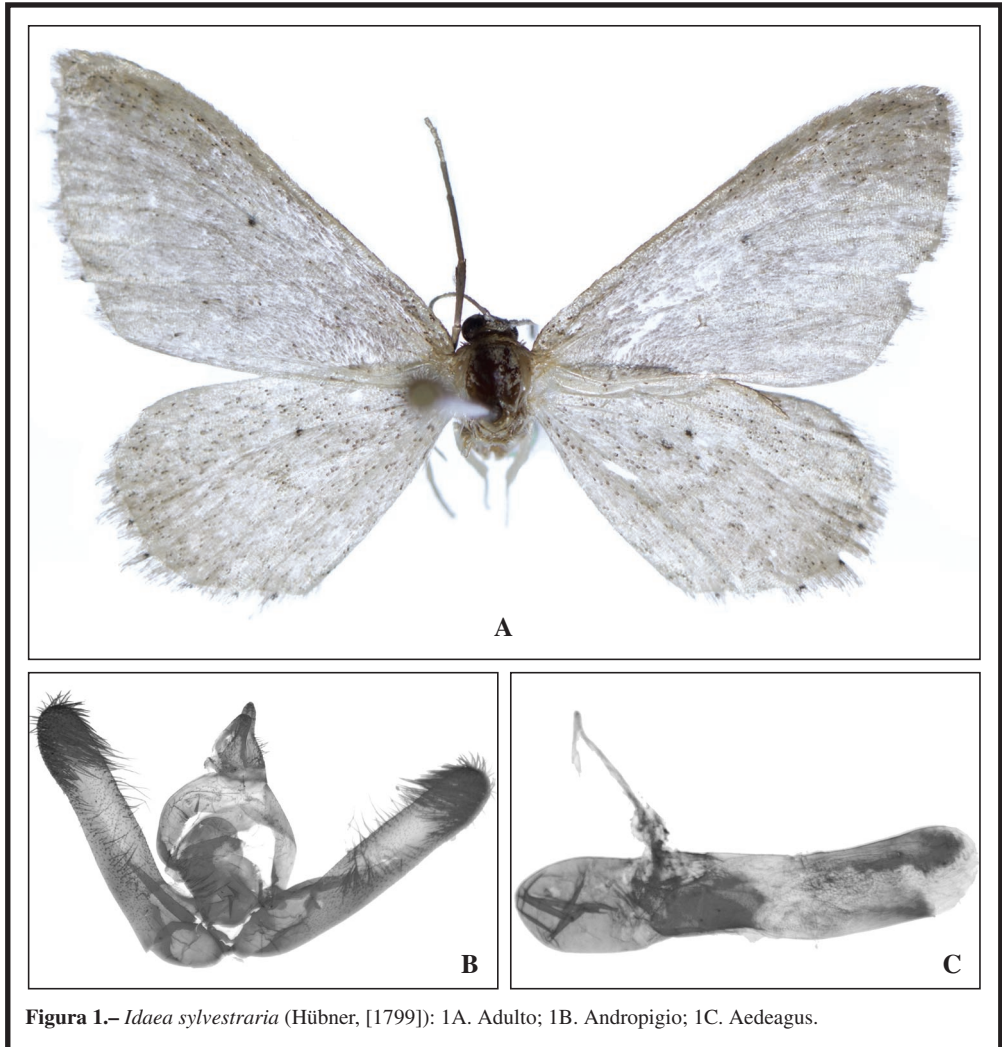 A
B
C
Figura 1.– Idaea sylvestraria (Hübner, [1799]): 1A. Adulto; 1B. Andropigio; 1C. Aedeagus.